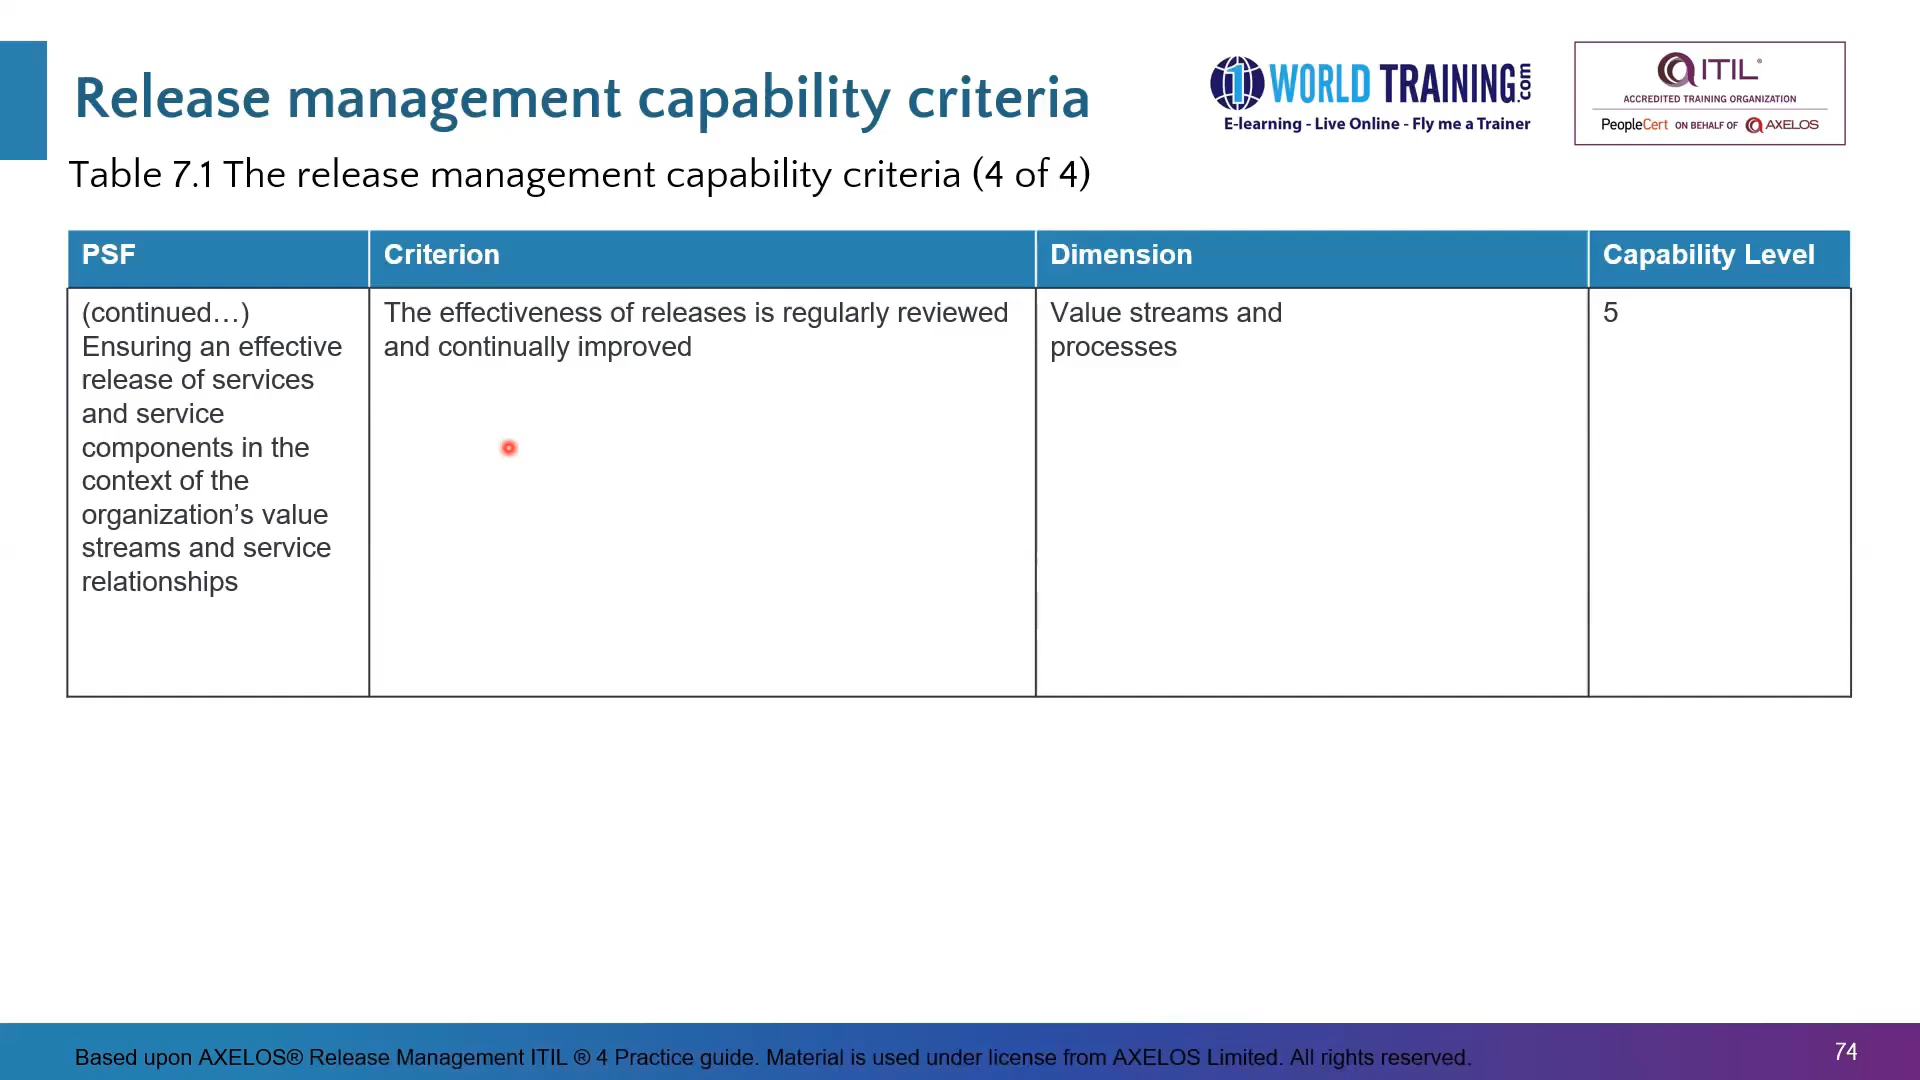 Release management capability criteria
1 WORLD TRAINING .com
E-learning - Live Online - Fly me a Trainer
ITIL®
ACCREDITED TRAINING ORGANIZATION
PeopleCert ON BEHALF OF AXELOS
Table 7.1 The release management capability criteria (4 of 4)
PSF Criterion Dimension Capability Level
(continued…) The effectiveness of releases is regularly reviewed Value streams and 5
Ensuring an effective and continually improved processes
release of services
and service
components in the
context of the
organization’s value
streams and service
relationships
Based upon AXELOS® Release Management ITIL ® 4 Practice guide. Material is used under license from AXELOS Limited. All rights reserved.
74